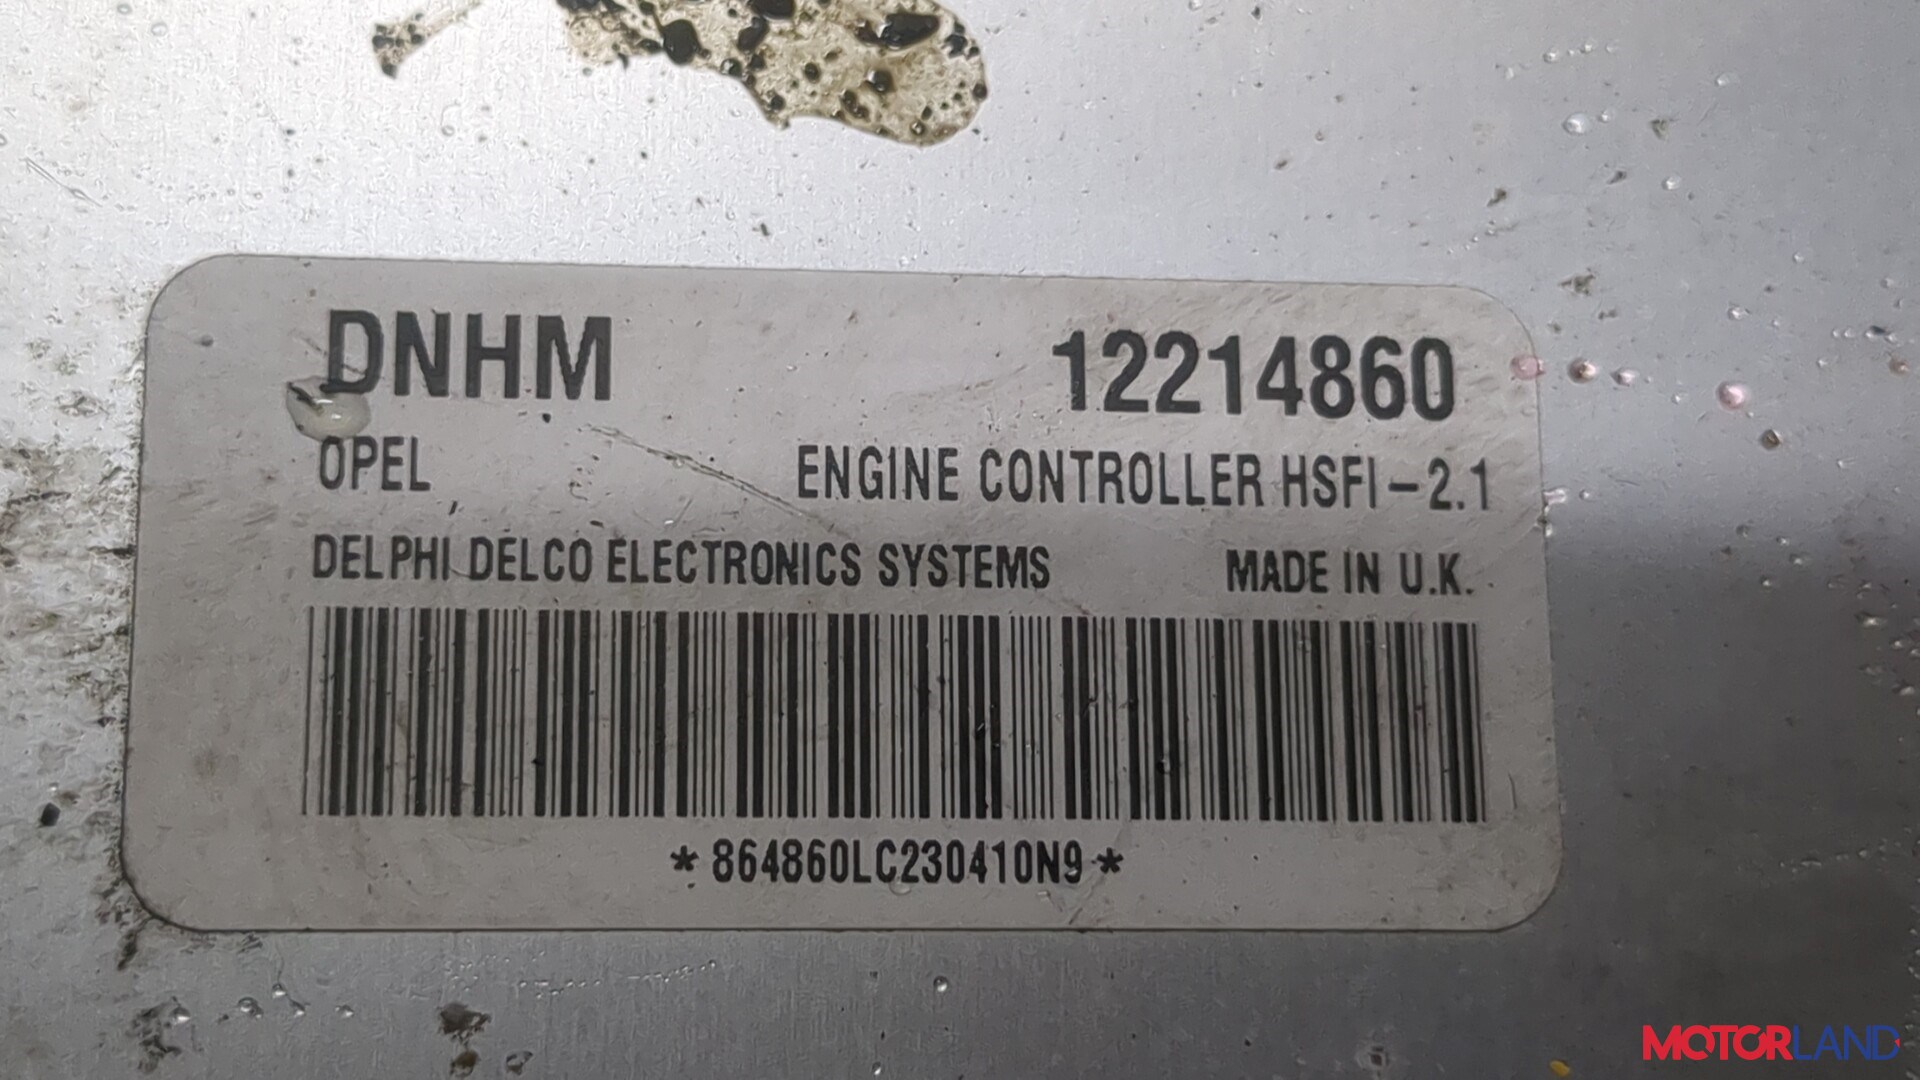 DNHM 12214860
OPEL ENGINE CONTROLLER HSFI-2.1
DELPHI DELCO ELECTRONICS SYSTEMS MADE IN U.K.
*864860LC230410N9*
MOTORLAND